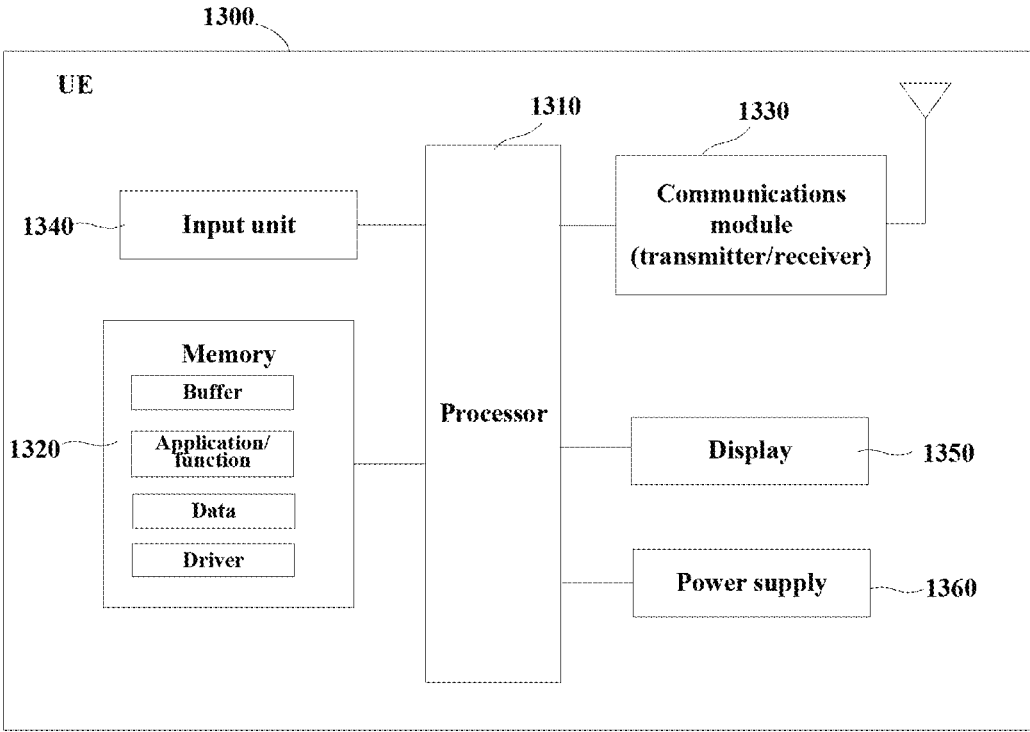 1300
UE
1310
1330
Communications
module
(transmitter/receiver)
1340
Input unit
Memory
Buffer
1320
Application/
function
Data
Driver
Processor
Display
1350
Power supply
1360